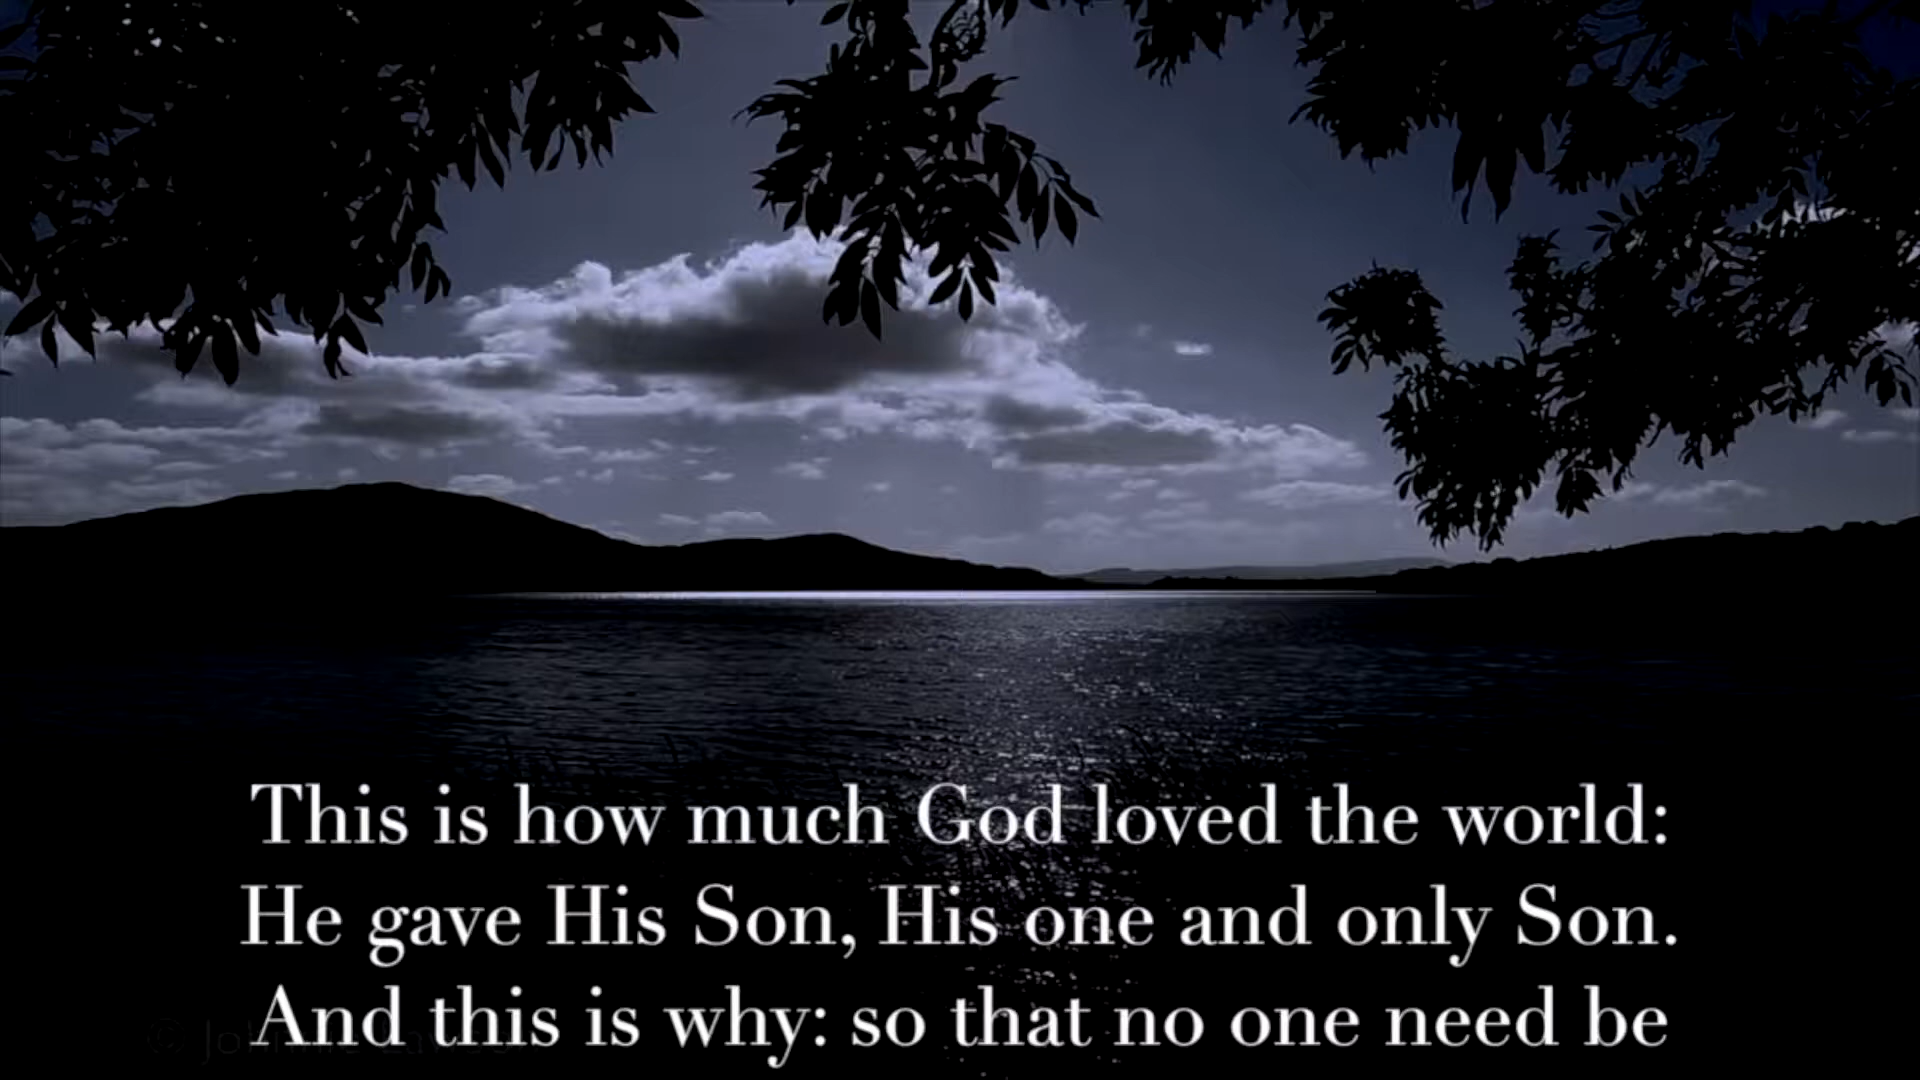 This is how much God loved the world:
He gave His Son, His one and only Son.
And this is why: so that no one need be